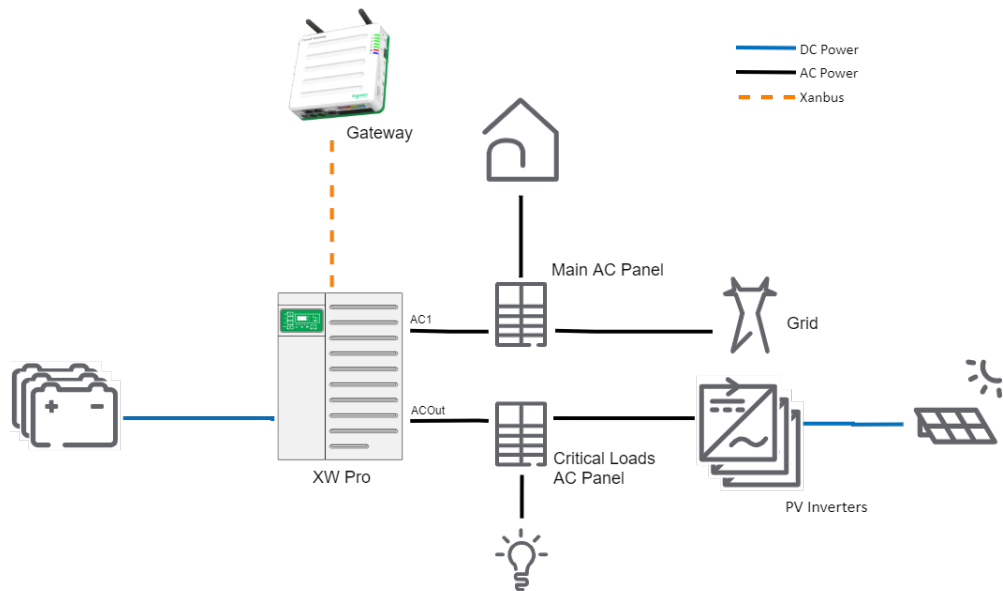 DC Power
AC Power
Xanbus
Gateway
Main AC Panel
AC1
Grid
ACOut
Critical Loads
AC Panel
XW Pro
PV Inverters